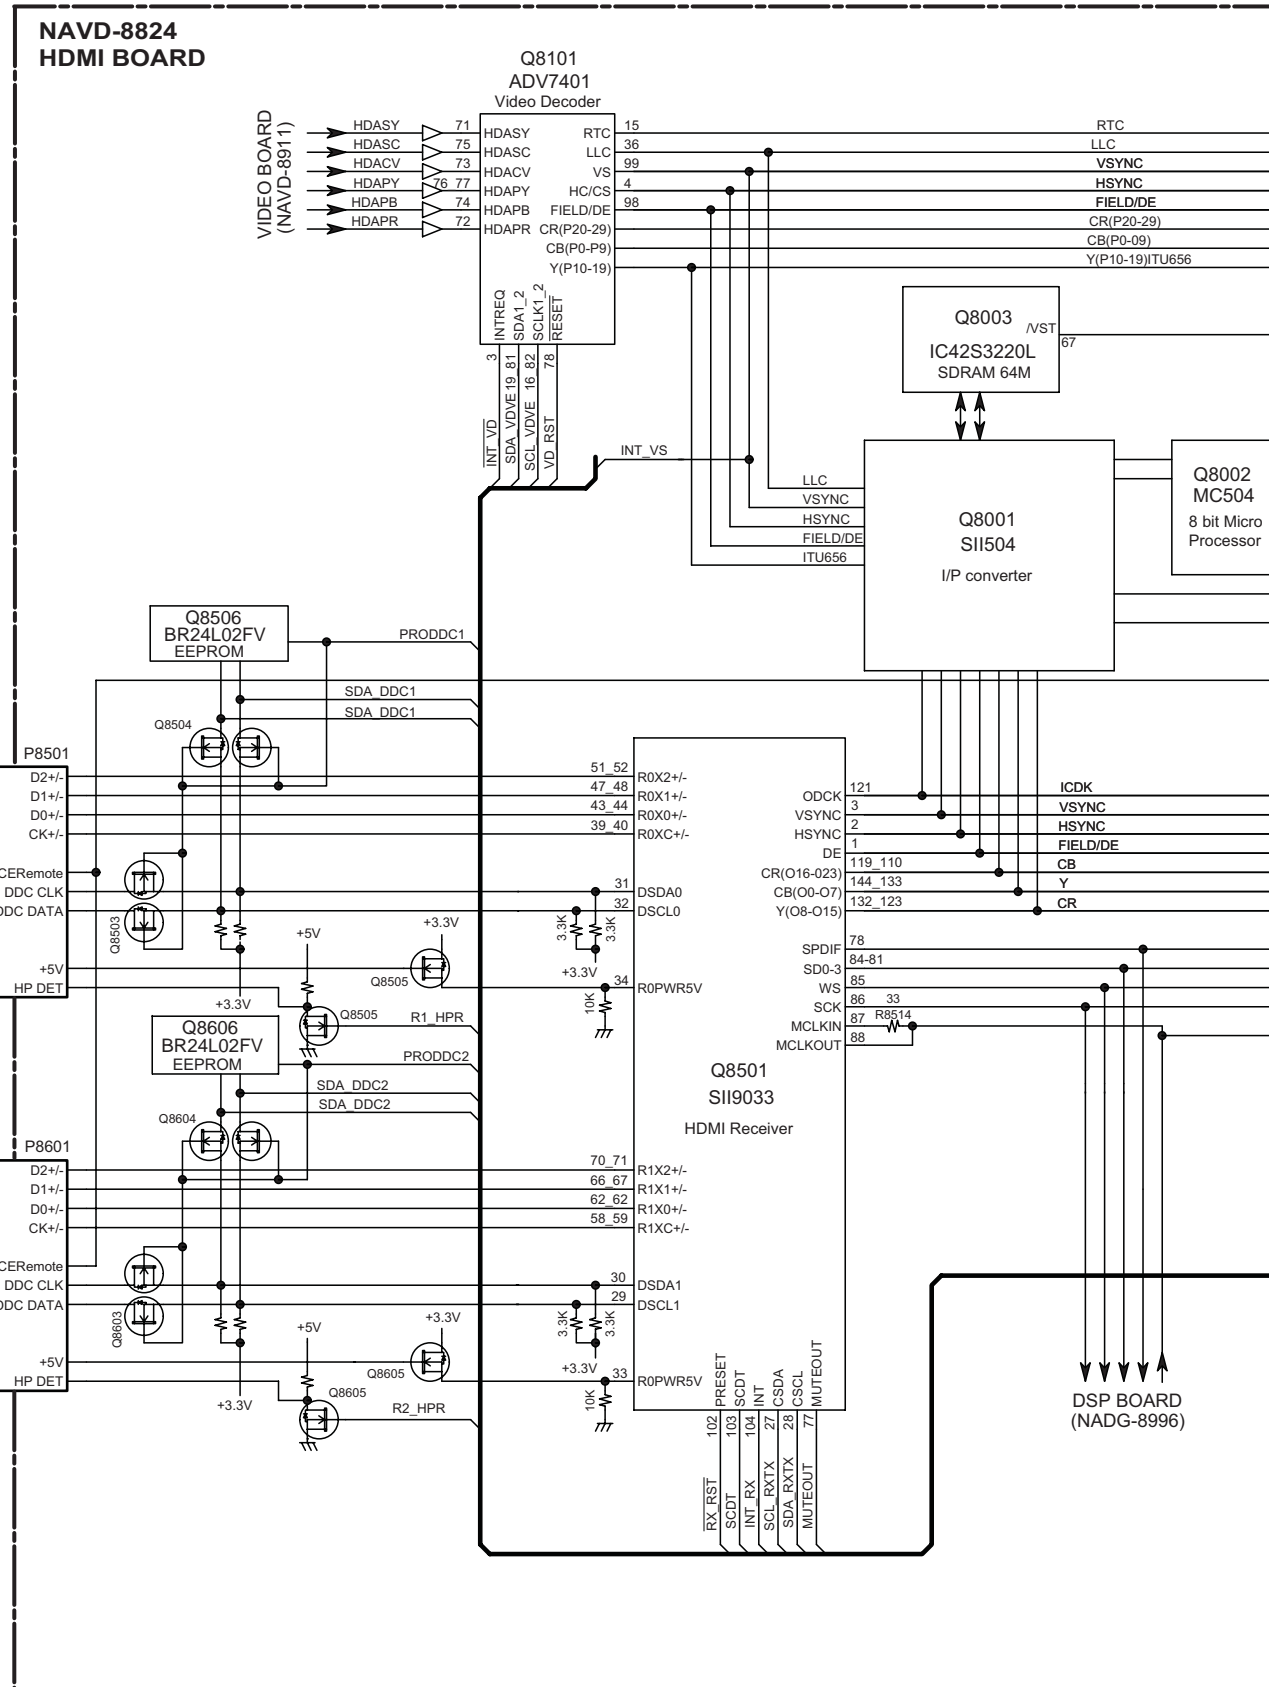 NAVD-8824
HDMI BOARD
Q8101
ADV7401
Video Decoder
VIDEO BOARD
(NAVD-8911)
HDASY 71 HDASY RTC 15 RTC
HDASC 75 HDASC LLC 36 LLC
HDACV 73 HDACV VS 99 VSYNC
HDAPY 76 77 HDAPY HC/CS 4 HSYNC
HDAPB 74 HDAPB FIELD/DE 98 FIELD/DE
HDAPR 72 HDAPR CR(P20-29) CR(P20-29)
CB(P0-P9) CB(P0-09)
Y(P10-19) Y(P10-19)ITU656
INTREQ
SDA1_2
SCLK1_2
RESET
3
19_81
16_82
78
INT_VD
SDA_VDVE
SCL_VDVE
VD_RST
Q8003
IC42S3220L
SDRAM 64M
/VST
67
INT_VS
LLC
VSYNC
HSYNC
FIELD/DE
ITU656
Q8001
SII504
I/P converter
Q8002
MC504
8 bit Micro
Processor
Q8506
BR24L02FV
EEPROM
PRODDC1
SDA_DDC1
SDA_DDC1
Q8504
P8501
D2+/- 51_52 R0X2+/-
D1+/- 47_48 R0X1+/-
D0+/- 43_44 R0X0+/-
CK+/- 39_40 R0XC+/-
CERemote
DDC CLK 31 DSDA0
DDC DATA 32 DSCL0
Q8503
3.3K
3.3K
+3.3V
+5V
+3.3V
+5V
Q8505
HP DET
10K
34 R0PWR5V
+3.3V
Q8505
R1_HPR
ODCK 121 ICDK
VSYNC 3 VSYNC
HSYNC 2 HSYNC
DE 1 FIELD/DE
CR(O16-023) 119_110 CB
CB(O0-O7) 144_133 Y
Y(O8-O15) 132_123 CR
SPDIF 78
SD0-3 84-81
WS 85
SCK 86
MCLKIN 87 33
R8514
MCLKOUT 88
Q8501
SII9033
HDMI Receiver
Q8606
BR24L02FV
EEPROM
PRODDC2
SDA_DDC2
SDA_DDC2
Q8604
P8601
D2+/- 70_71 R1X2+/-
D1+/- 66_67 R1X1+/-
D0+/- 62_62 R1X0+/-
CK+/- 58_59 R1XC+/-
CERemote
DDC CLK 30 DSDA1
DDC DATA 29 DSCL1
Q8603
3.3K
3.3K
+3.3V
+5V
+3.3V
+5V
Q8605
HP DET
10K
33 R0PWR5V
+3.3V
Q8605
R2_HPR
PRESET
SCDT
INT
CSDA
CSCL
MUTEOUT
102
103
104
27
28
77
RX_RST
SCDT
INT_RX
SCL_RXTX
SDA_RXTX
MUTEOUT
DSP BOARD
(NADG-8996)